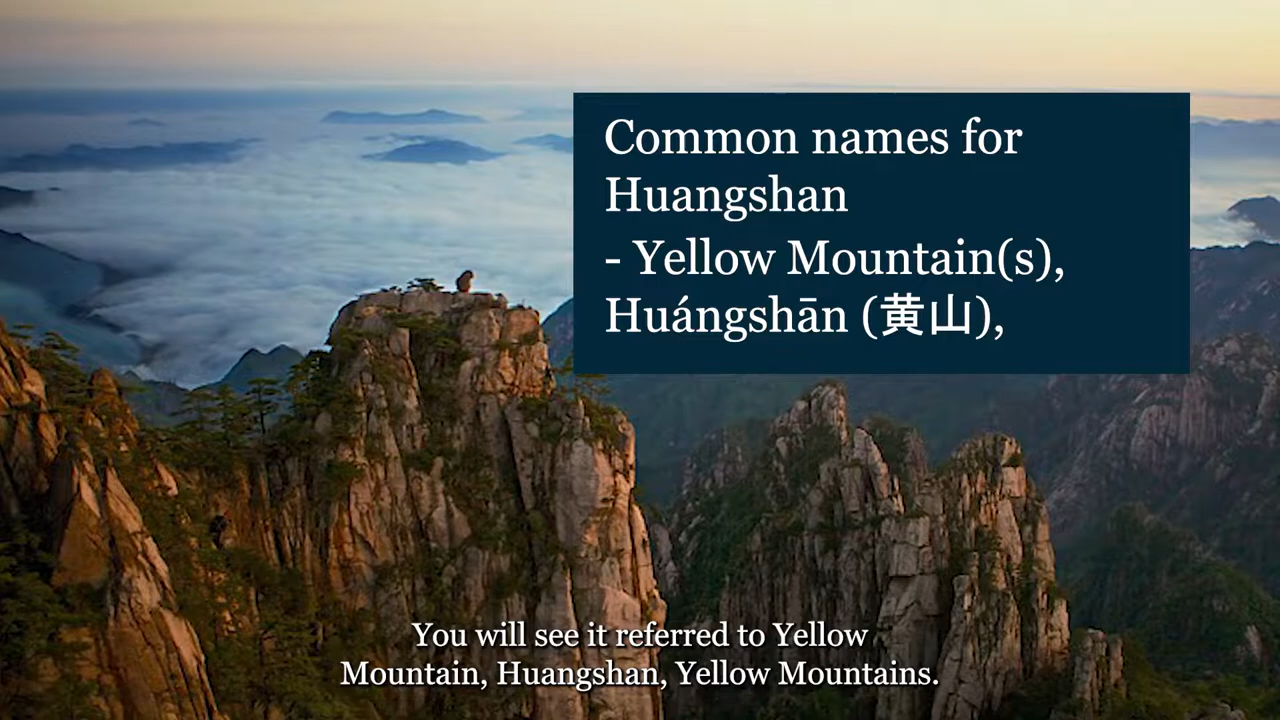 Common names for
Huangshan
- Yellow Mountain(s),
Huángshān (黄山),
You will see it referred to Yellow
Mountain, Huangshan, Yellow Mountains.